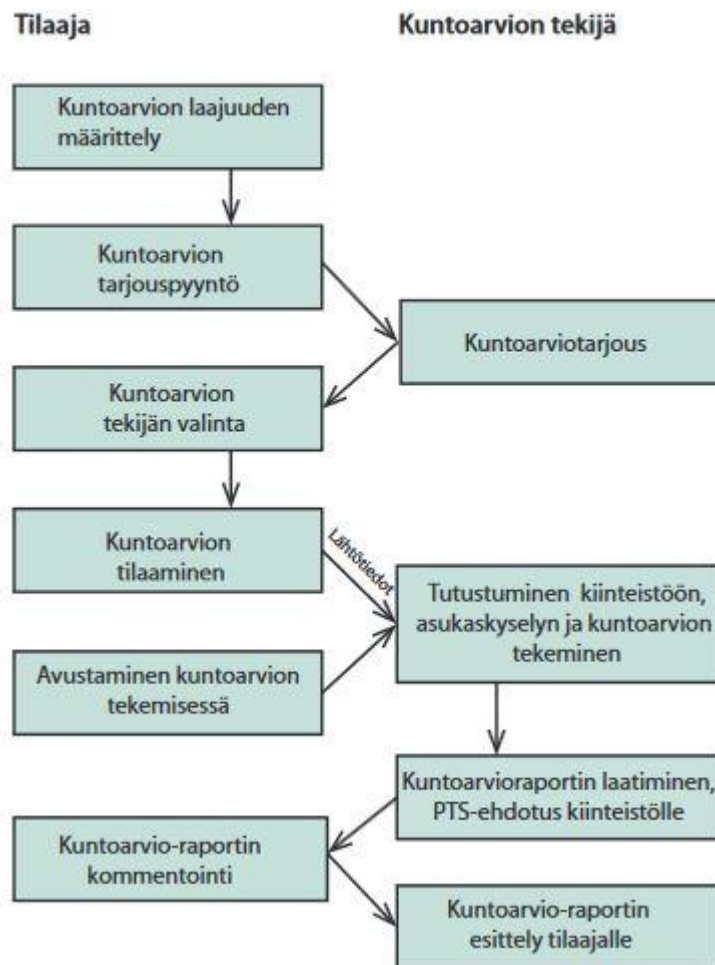 Tilaaja
Kuntoarvion tekijä
Kuntoarvion laajuuden
määrittely
Kuntoarvion
tarjouspyyntö
Kuntoarviotarjous
Kuntoarvion
tekijän valinta
Kuntoarvion
tilaaminen
Lähtötiedot
Tutustuminen kiinteistöön,
asukaskyselyn ja kuntoarvion
tekeminen
Avustaminen kuntoarvion
tekemisessä
Kuntoarvioraportin laatiminen,
PTS-ehdotus kiinteistölle
Kuntoarvio-raportin
kommentointi
Kuntoarvio-raportin
esittely tilaajalle